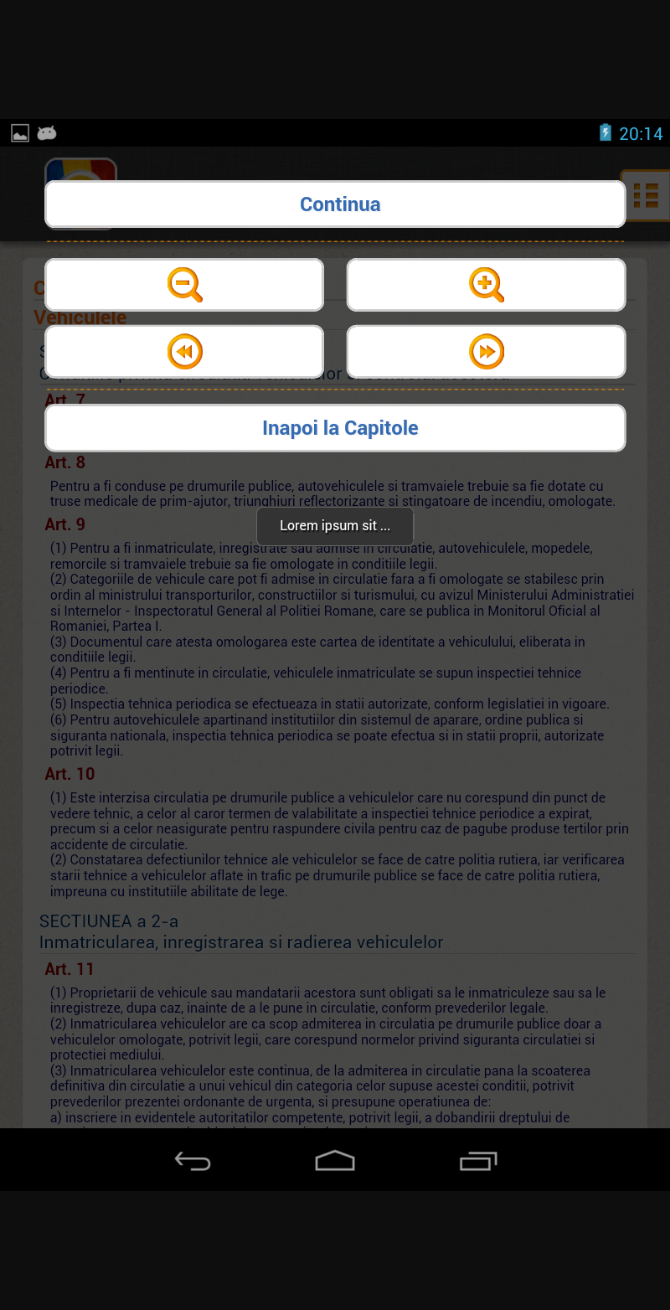 20:14
Continua
Vehiculele
Art. 7
Inapoi la Capitole
Art. 8
Pentru a fi conduse pe drumurile publice, autovehiculele si tramvaiele trebuie sa fie dotate cu
truse medicale de prim-ajutor, triunghiuri reflectorizante si stingatoare de incendiu, omologate.
Lorem ipsum sit ...
Art. 9
(1) Pentru a fi inmatriculate, inregistrate sau admise in circulatie, autovehiculele, mopedele,
remorcile si tramvaiele trebuie sa fie omologate in conditiile legii.
(2) Categoriile de vehicule care pot fi admise in circulatie fara a fi omologate se stabilesc prin
ordin al ministrului transporturilor, constructiilor si turismului, cu avizul Ministerului Administratiei
si Internelor - Inspectoratul General al Politiei Romane, care se publica in Monitorul Oficial al
Romaniei, Partea I.
(3) Documentul care atesta omologarea este cartea de identitate a vehiculului, eliberata in
conditiile legii.
(4) Pentru a fi mentinute in circulatie, vehiculele inmatriculate se supun inspectiei tehnice
periodice.
(5) Inspectia tehnica periodica se efectueaza in statii autorizate, conform legislatiei in vigoare.
(6) Pentru autovehiculele apartinand institutiilor din sistemul de aparare, ordine publica si
siguranta nationala, inspectia tehnica periodica se poate efectua si in statii proprii, autorizate
potrivit legii.
Art. 10
(1) Este interzisa circulatia pe drumurile publice a vehiculelor care nu corespund din punct de
vedere tehnic, a celor al caror termen de valabilitate a inspectiei tehnice periodice a expirat,
precum si a celor neasigurate pentru raspundere civila pentru caz de pagube produse tertilor prin
accidente de circulatie.
(2) Constatarea defectiunilor tehnice ale vehiculelor se face de catre politia rutiera, iar verificarea
starii tehnice a vehiculelor aflate in trafic pe drumurile publice se face de catre politia rutiera,
impreuna cu institutiile abilitate de lege.
SECTIUNEA a 2-a
Inmatricularea, inregistrarea si radierea vehiculelor
Art. 11
(1) Proprietarii de vehicule sau mandatarii acestora sunt obligati sa le inmatriculeze sau sa le
inregistreze, dupa caz, inainte de a le pune in circulatie, conform prevederilor legale.
(2) Inmatricularea vehiculelor are ca scop admiterea in circulatia pe drumurile publice doar a
vehiculelor omologate, potrivit legii, care corespund normelor privind siguranta circulatiei si
protectiei mediului.
(3) Inmatricularea vehiculelor este continua, de la admiterea in circulatie pana la scoaterea
definitiva din circulatie a unui vehicul din categoria celor supuse acestei conditii, potrivit
prevederilor prezentei ordonante de urgenta, si presupune operatiunea de:
a) inscriere in evidentele autoritatilor competente, potrivit legii, a dobandirii dreptului de